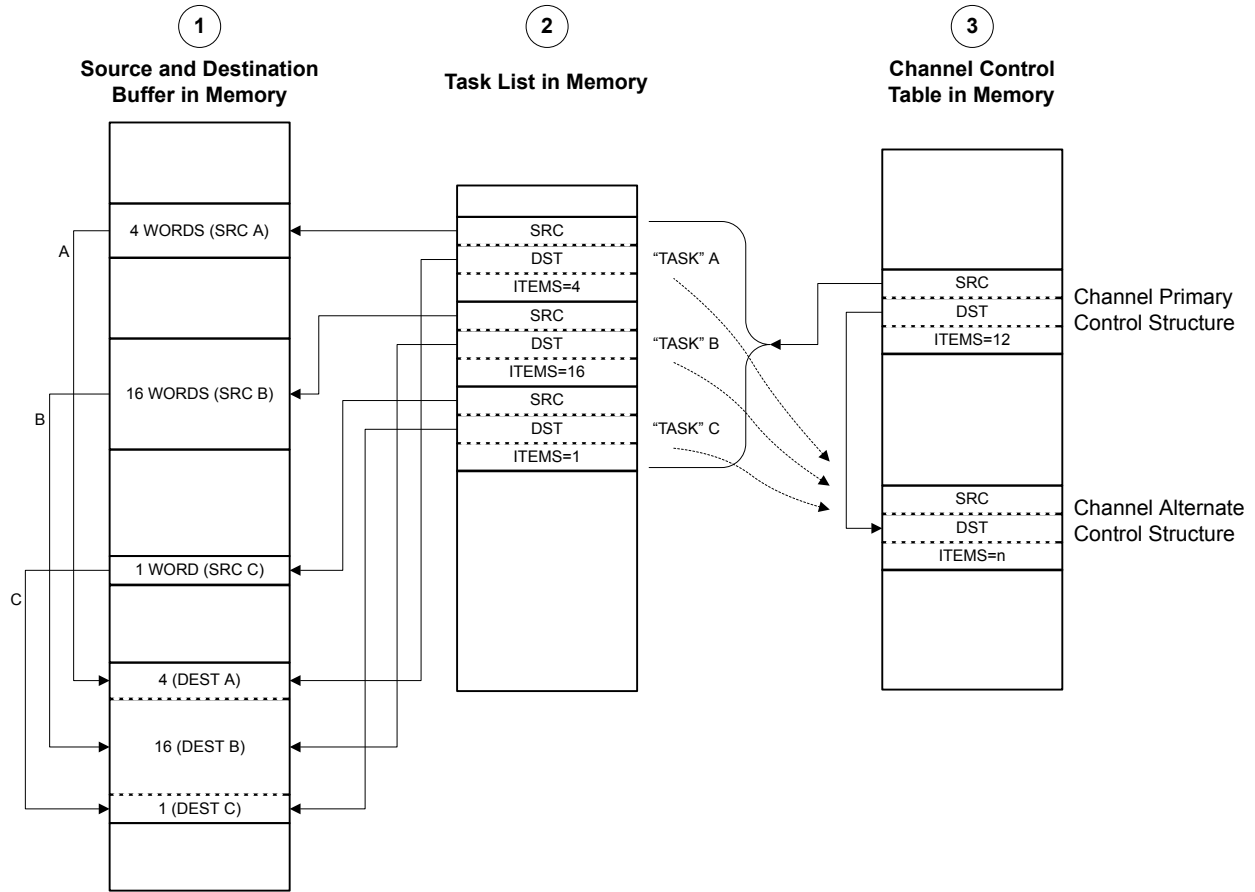 1
Source and Destination
Buffer in Memory
4 WORDS (SRC A)
16 WORDS (SRC B)
1 WORD (SRC C)
4 (DEST A)
16 (DEST B)
1 (DEST C)
A
B
C
2
Task List in Memory
SRC
DST
ITEMS=4
SRC
DST
ITEMS=16
SRC
DST
ITEMS=1
“TASK” A
“TASK” B
“TASK” C
3
Channel Control
Table in Memory
SRC
DST
ITEMS=12
Channel Primary
Control Structure
SRC
DST
ITEMS=n
Channel Alternate
Control Structure